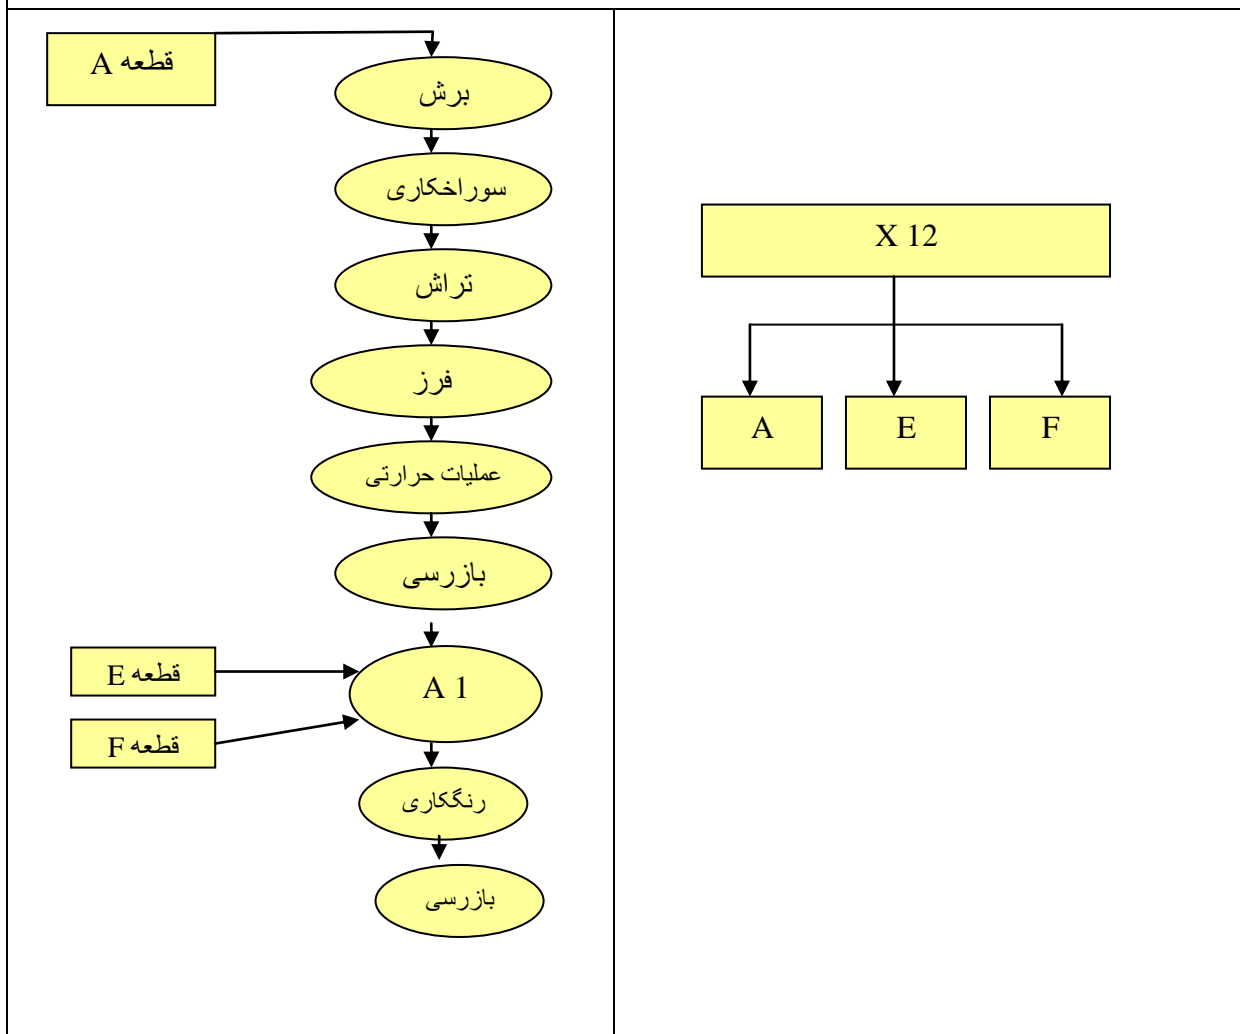 قطعه A
برش
سوراخکاری
تراش
فرز
عملیات حرارتی
بازرسی
قطعه E
A 1
قطعه F
رنگکاری
بازرسی
X 12
A
E
F